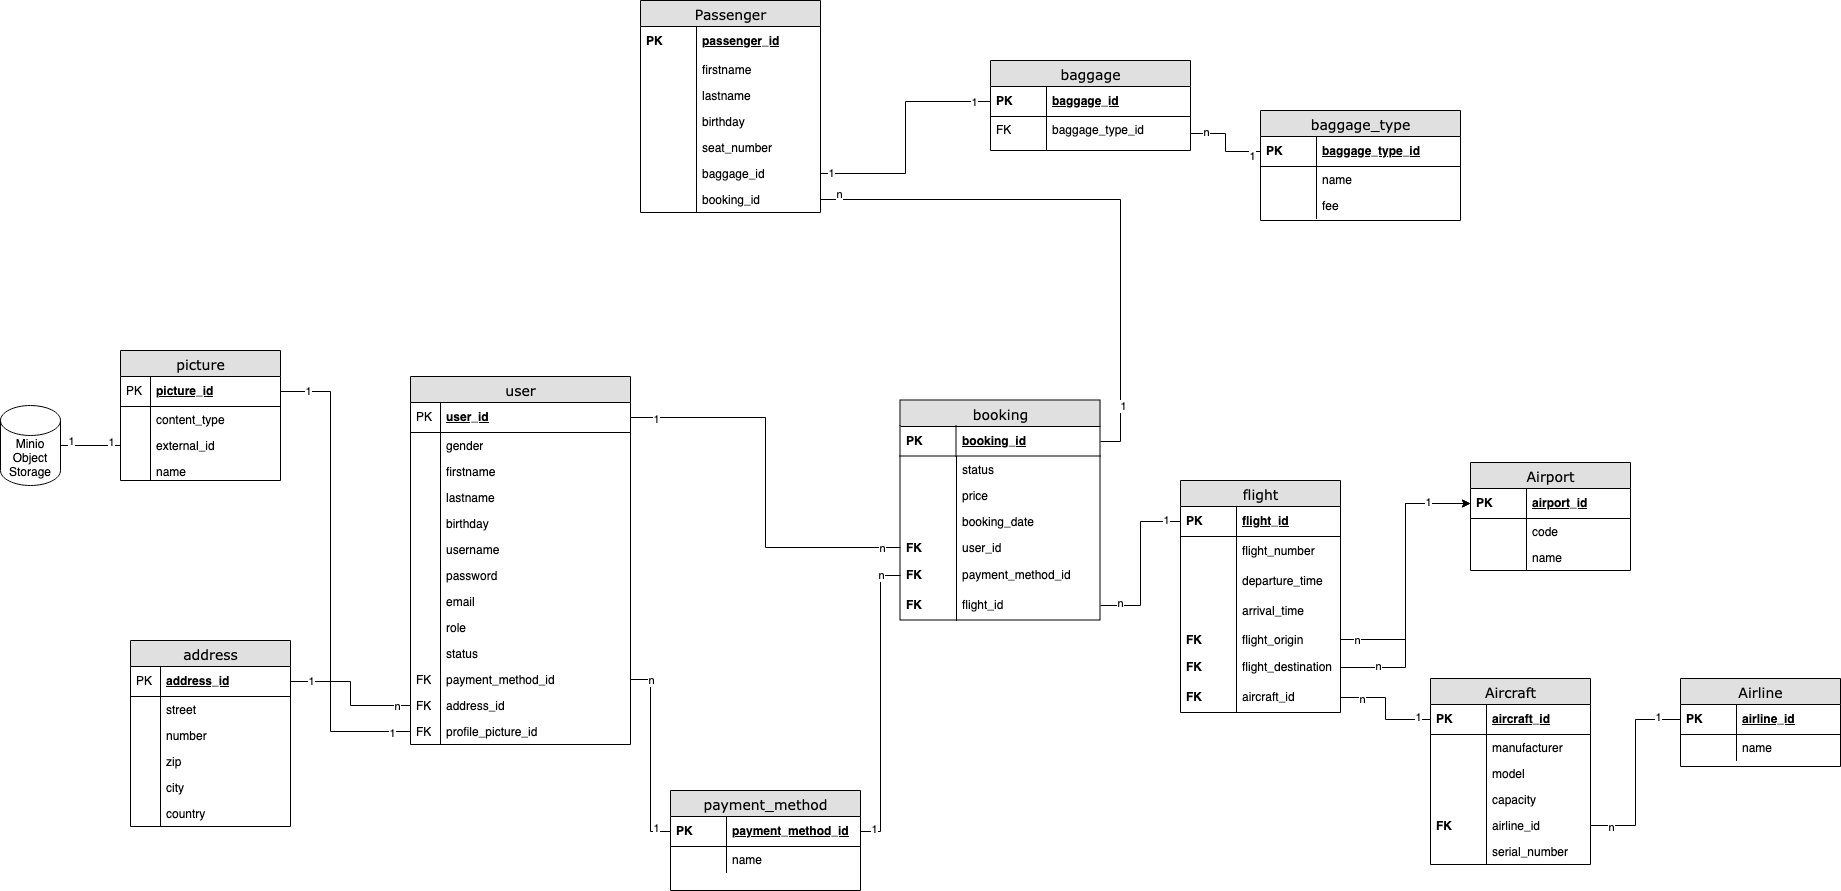 Passenger
PK passenger_id
firstname
lastname
birthday
seat_number
baggage_id
booking_id
1
n
1
baggage
PK baggage_id
FK baggage_type_id
n
1
baggage_type
PK baggage_type_id
name
fee
picture
PK picture_id
content_type
external_id
name
1
Minio
Object
Storage
1
1
user
PK user_id
gender
firstname
lastname
birthday
username
password
email
role
status
FK payment_method_id
FK address_id
FK profile_picture_id
1
n
n
1
address
PK address_id
street
number
zip
city
country
1
payment_method
PK payment_method_id
name
1
1
booking
PK booking_id
status
price
booking_date
FK user_id
FK payment_method_id
FK flight_id
1
n
n
n
flight
PK flight_id
flight_number
departure_time
arrival_time
FK flight_origin
FK flight_destination
FK aircraft_id
1
n
n
n
Airport
PK airport_id
code
name
1
Aircraft
PK aircraft_id
manufacturer
model
capacity
FK airline_id
serial_number
1
n
Airline
PK airline_id
name
1